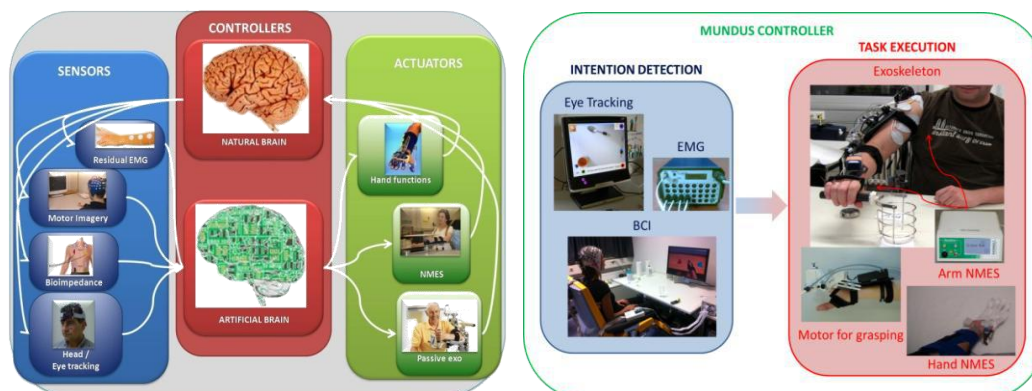 CONTROLLERS
SENSORS
ACTUATORS
NATURAL BRAIN
Residual EMG
Hand functions
Motor Imagery
Bioimpedance
NMES
ARTIFICIAL BRAIN
Head /
Eye tracking
Passive exo
MUNDUS CONTROLLER
INTENTION DETECTION
TASK EXECUTION
Exoskeleton
Eye Tracking
EMG
BCI
Arm NMES
Motor for grasping
Hand NMES